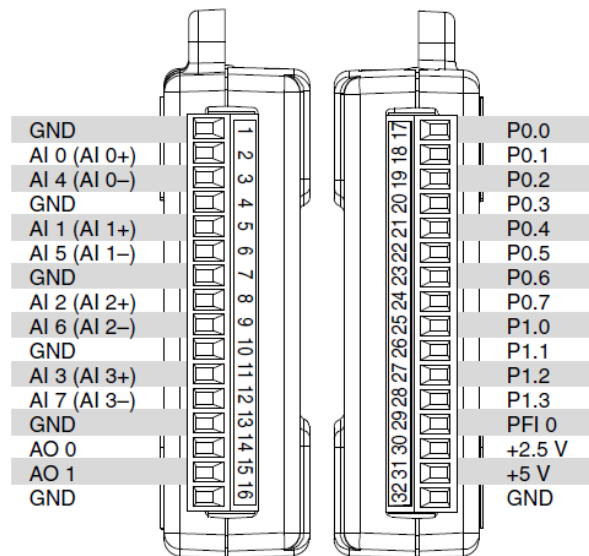 GND 1
AI 0 (AI 0+) 2
AI 4 (AI 0–) 3
GND 4
AI 1 (AI 1+) 5
AI 5 (AI 1–) 6
GND 7
AI 2 (AI 2+) 8
AI 6 (AI 2–) 9
GND 10
AI 3 (AI 3+) 11
AI 7 (AI 3–) 12
GND 13
AO 0 14
AO 1 15
GND 16
17 P0.0
18 P0.1
19 P0.2
20 P0.3
21 P0.4
22 P0.5
23 P0.6
24 P0.7
25 P1.0
26 P1.1
27 P1.2
28 P1.3
29 PFI 0
30 +2.5 V
31 +5 V
32 GND